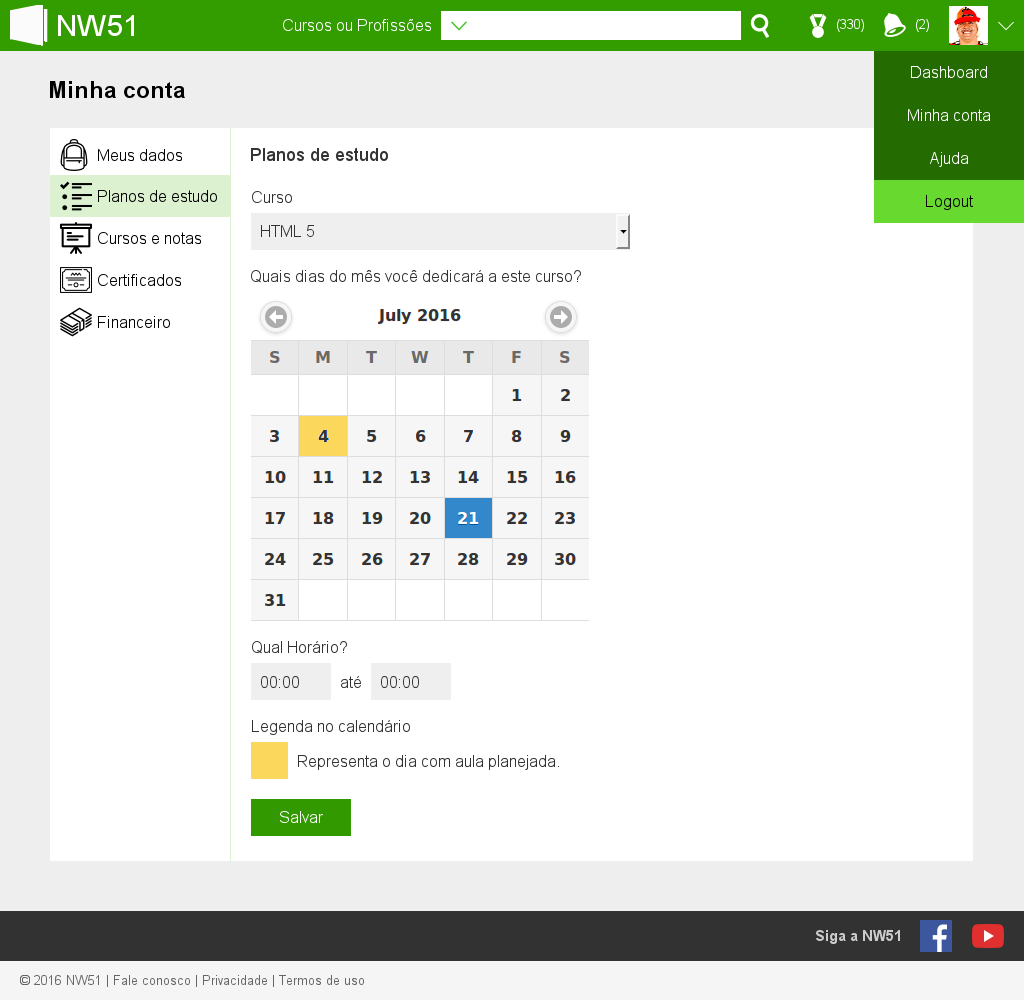 NW51
Cursos ou Profissões
(330)
(2)
Dashboard
Minha conta
Ajuda
Logout
Minha conta
Meus dados
Planos de estudo
Cursos e notas
Certificados
Financeiro
Planos de estudo
Curso
HTML 5
Quais dias do mês você dedicará a este curso?
July 2016
S M T W T F S
1 2
3 4 5 6 7 8 9
10 11 12 13 14 15 16
17 18 19 20 21 22 23
24 25 26 27 28 29 30
31
Qual Horário?
00:00 até 00:00
Legenda no calendário
Representa o dia com aula planejada.
Salvar
Siga a NW51
© 2016 NW51 | Fale conosco | Privacidade | Termos de uso